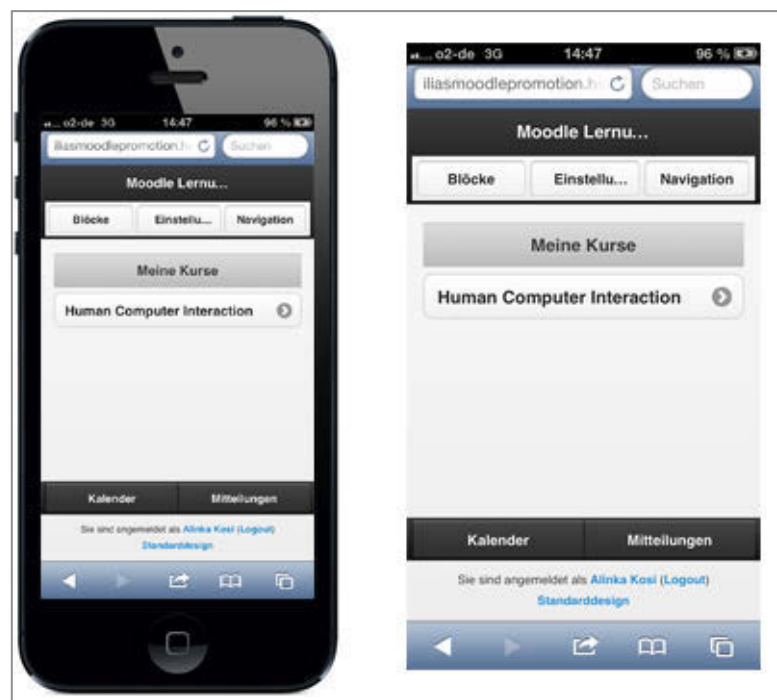 o2-de 3G 14:47 96 %
iliasmoodlepromotion.h Suchen
Moodle Lernu...
Blöcke Einstellu... Navigation
Meine Kurse
Human Computer Interaction
Kalender Mitteilungen
Sie sind angemeldet als Alinka Kosi (Logout)
Standarddesign
o2-de 3G 14:47 96 %
iliasmoodlepromotion.h Suchen
Moodle Lernu...
Blöcke Einstellu... Navigation
Meine Kurse
Human Computer Interaction
Kalender Mitteilungen
Sie sind angemeldet als Alinka Kosi (Logout)
Standarddesign